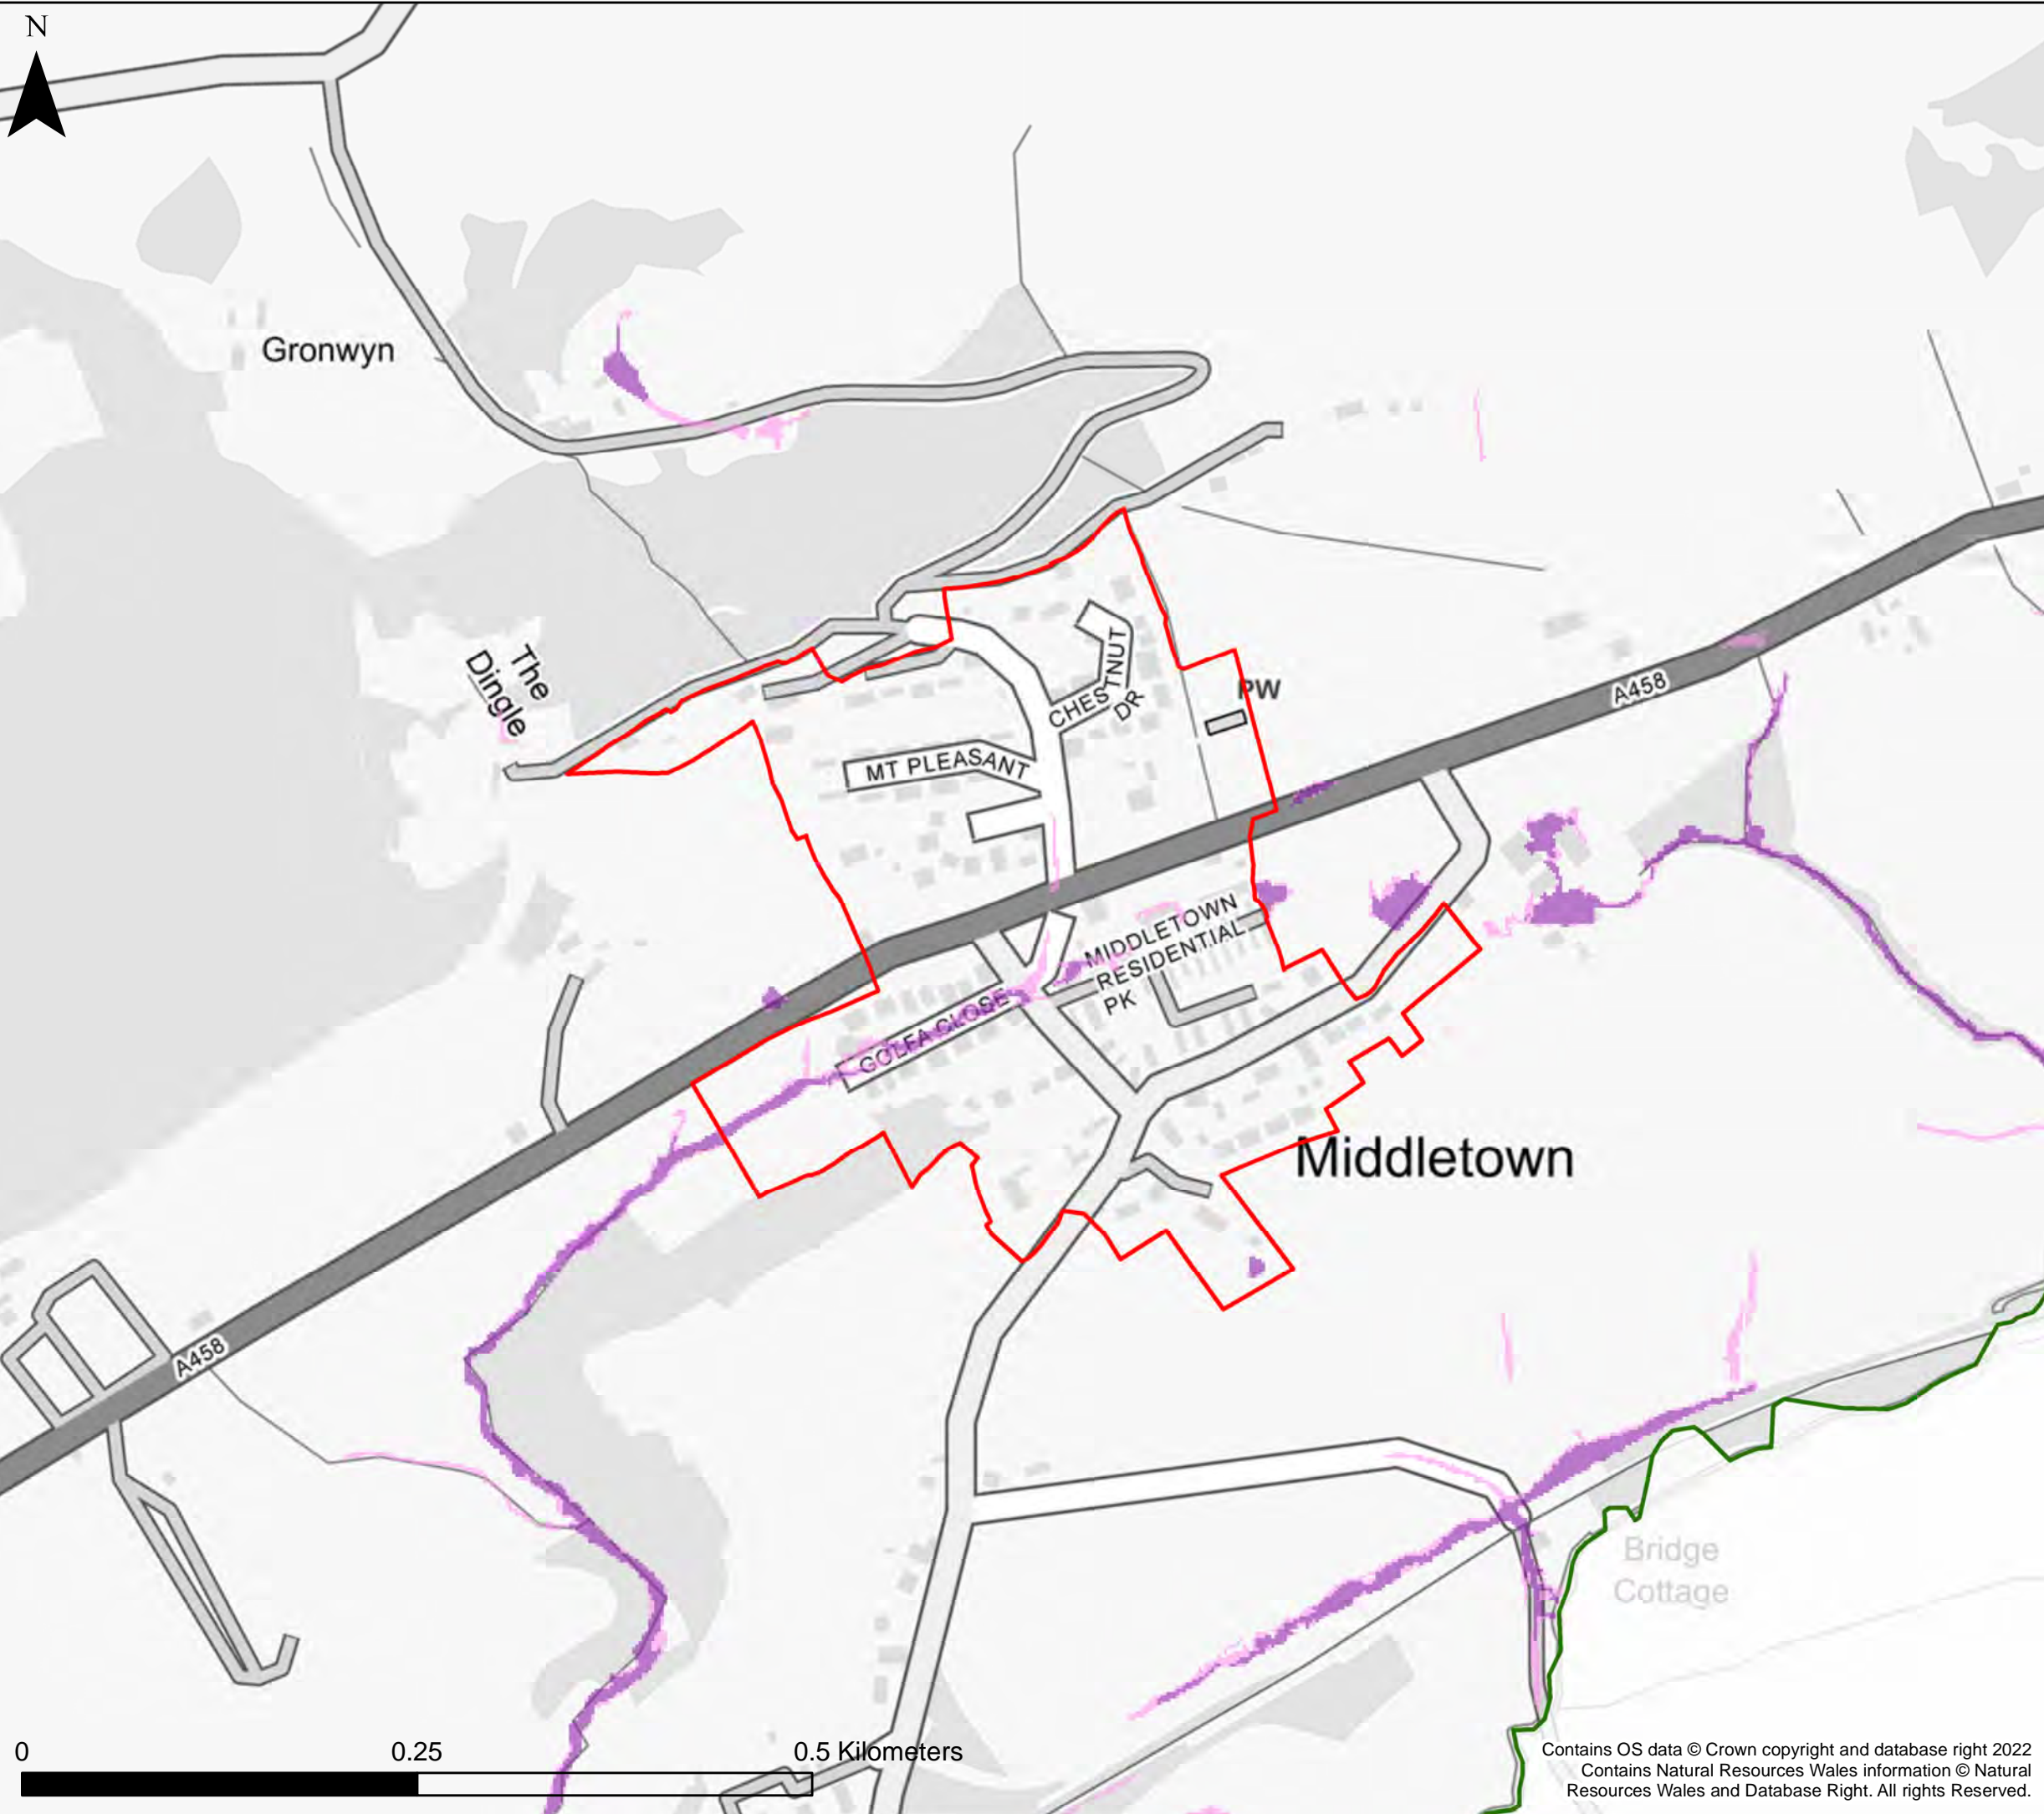 N
Gronwyn
The
Dingle
CHESTNUT
DR
PW
A458
MT PLEASANT
MIDDLETOWN
RESIDENTIAL
PK
GOLFA CLOSE
Middletown
A458
Bridge
Cottage
0 0.25 0.5 Kilometers
Contains OS data © Crown copyright and database right 2022
Contains Natural Resources Wales information © Natural
Resources Wales and Database Right. All rights Reserved.